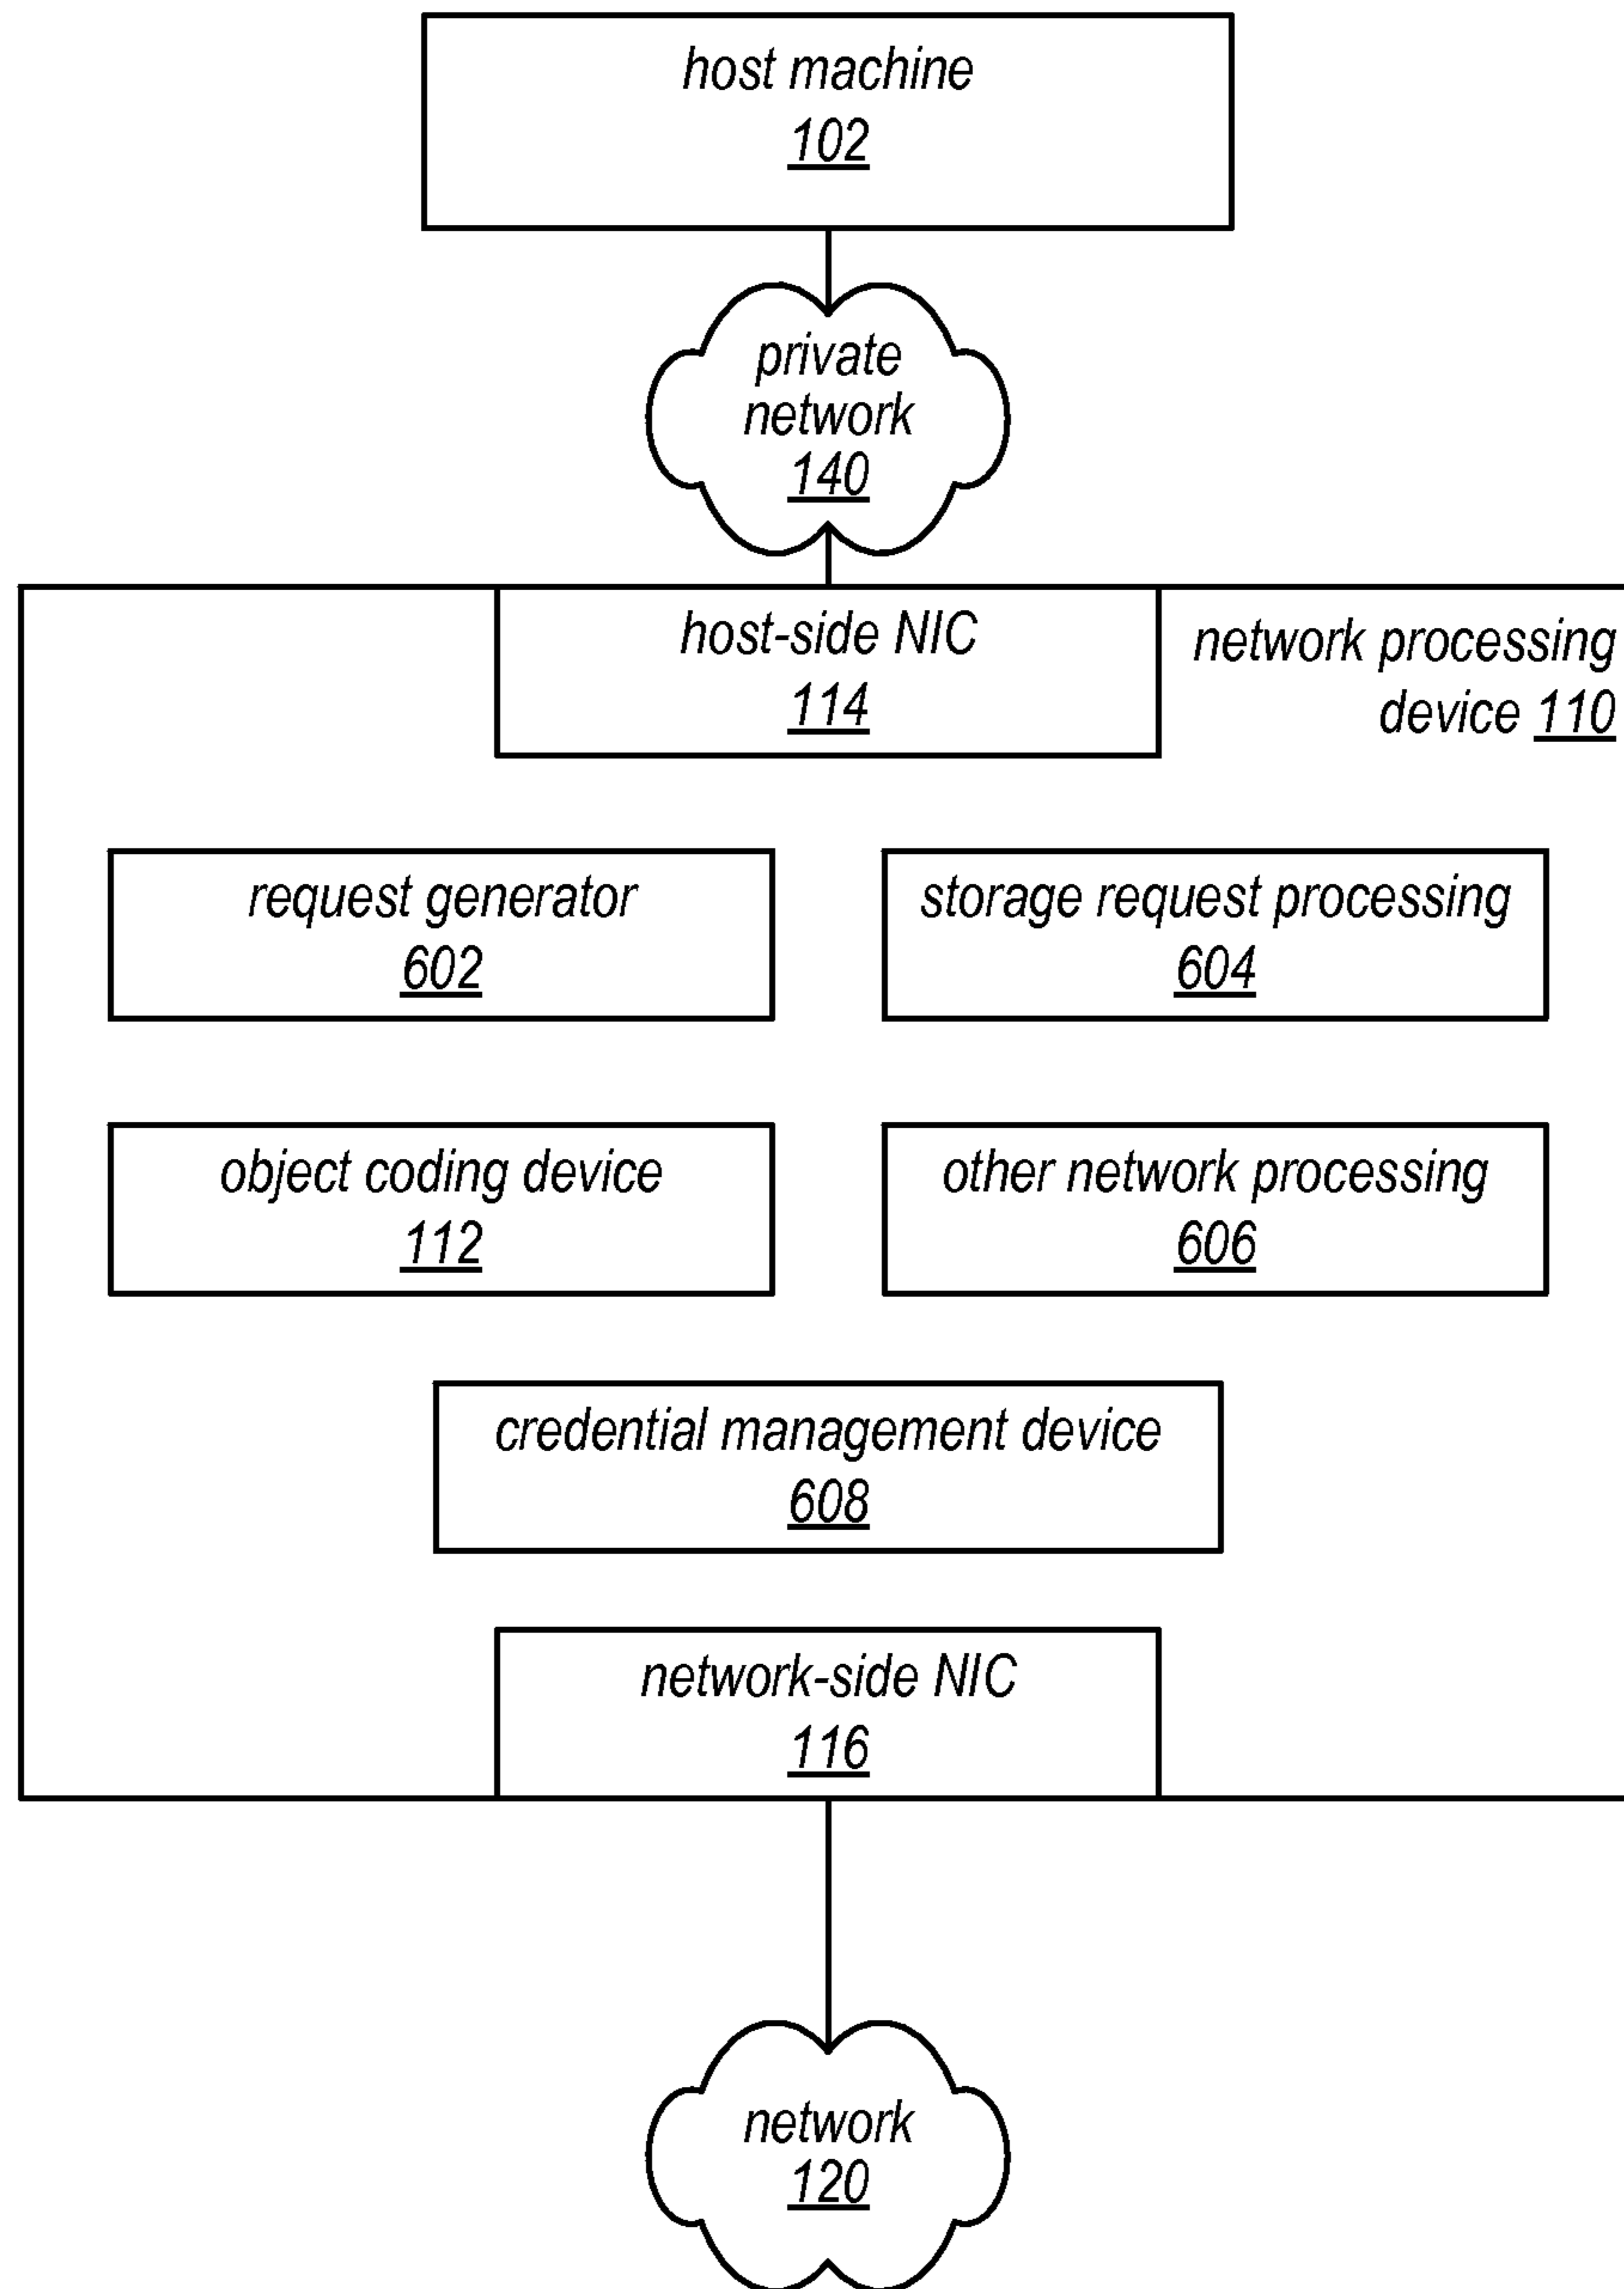 host machine
102
private
network
140
host-side NIC
114
network processing
device 110
request generator
602
storage request processing
604
object coding device
112
other network processing
606
credential management device
608
network-side NIC
116
network
120